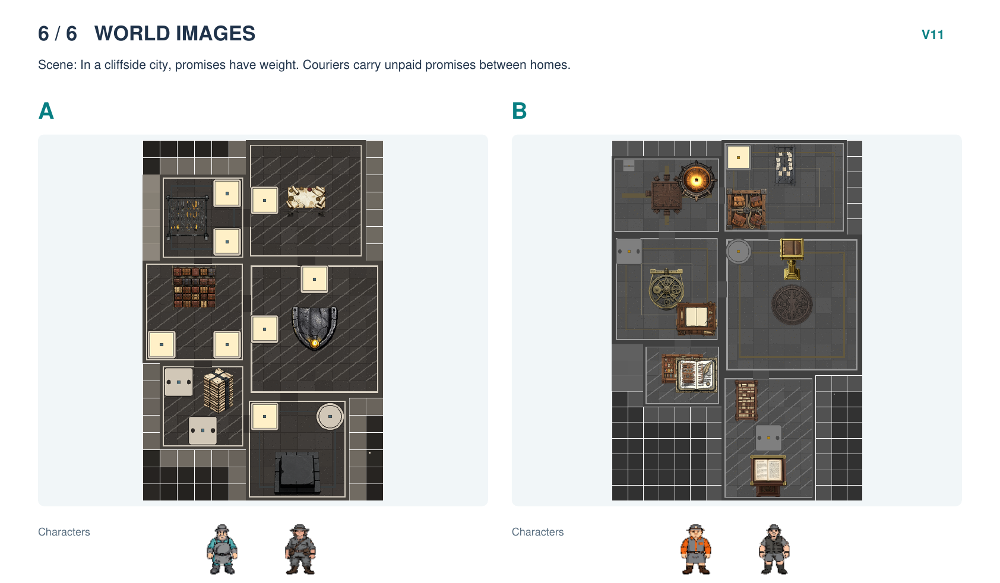 6 / 6 WORLD IMAGES
V11
Scene: In a cliffside city, promises have weight. Couriers carry unpaid promises between homes.
A
B
Characters
Characters